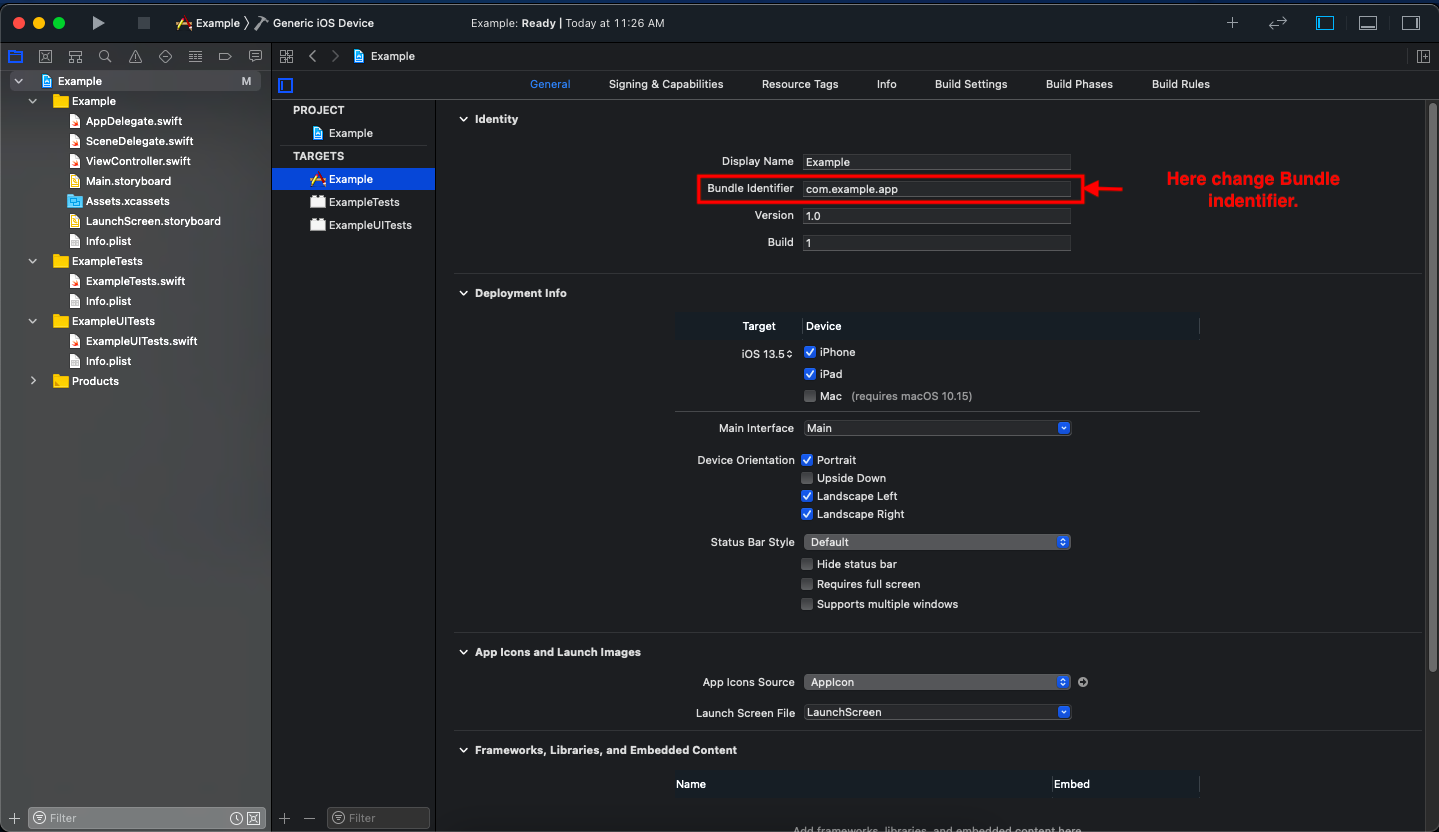 Example 〉 Generic iOS Device
Example: Ready | Today at 11:26 AM
Example
Example M
Example
AppDelegate.swift
SceneDelegate.swift
ViewController.swift
Main.storyboard
Assets.xcassets
LaunchScreen.storyboard
Info.plist
ExampleTests
ExampleTests.swift
Info.plist
ExampleUITests
ExampleUITests.swift
Info.plist
Products
Filter
General Signing & Capabilities Resource Tags Info Build Settings Build Phases Build Rules
PROJECT
Example
TARGETS
Example
ExampleTests
ExampleUITests
Filter
Identity
Display Name Example
Bundle Identifier com.example.app
Version 1.0
Build 1
Here change Bundle
indentifier.
Deployment Info
Target Device
iOS 13.5 iPhone
iPad
Mac (requires macOS 10.15)
Main Interface Main
Device Orientation Portrait
Upside Down
Landscape Left
Landscape Right
Status Bar Style Default
Hide status bar
Requires full screen
Supports multiple windows
App Icons and Launch Images
App Icons Source AppIcon
Launch Screen File LaunchScreen
Frameworks, Libraries, and Embedded Content
Name Embed
Add frameworks, libraries, and embedded content here